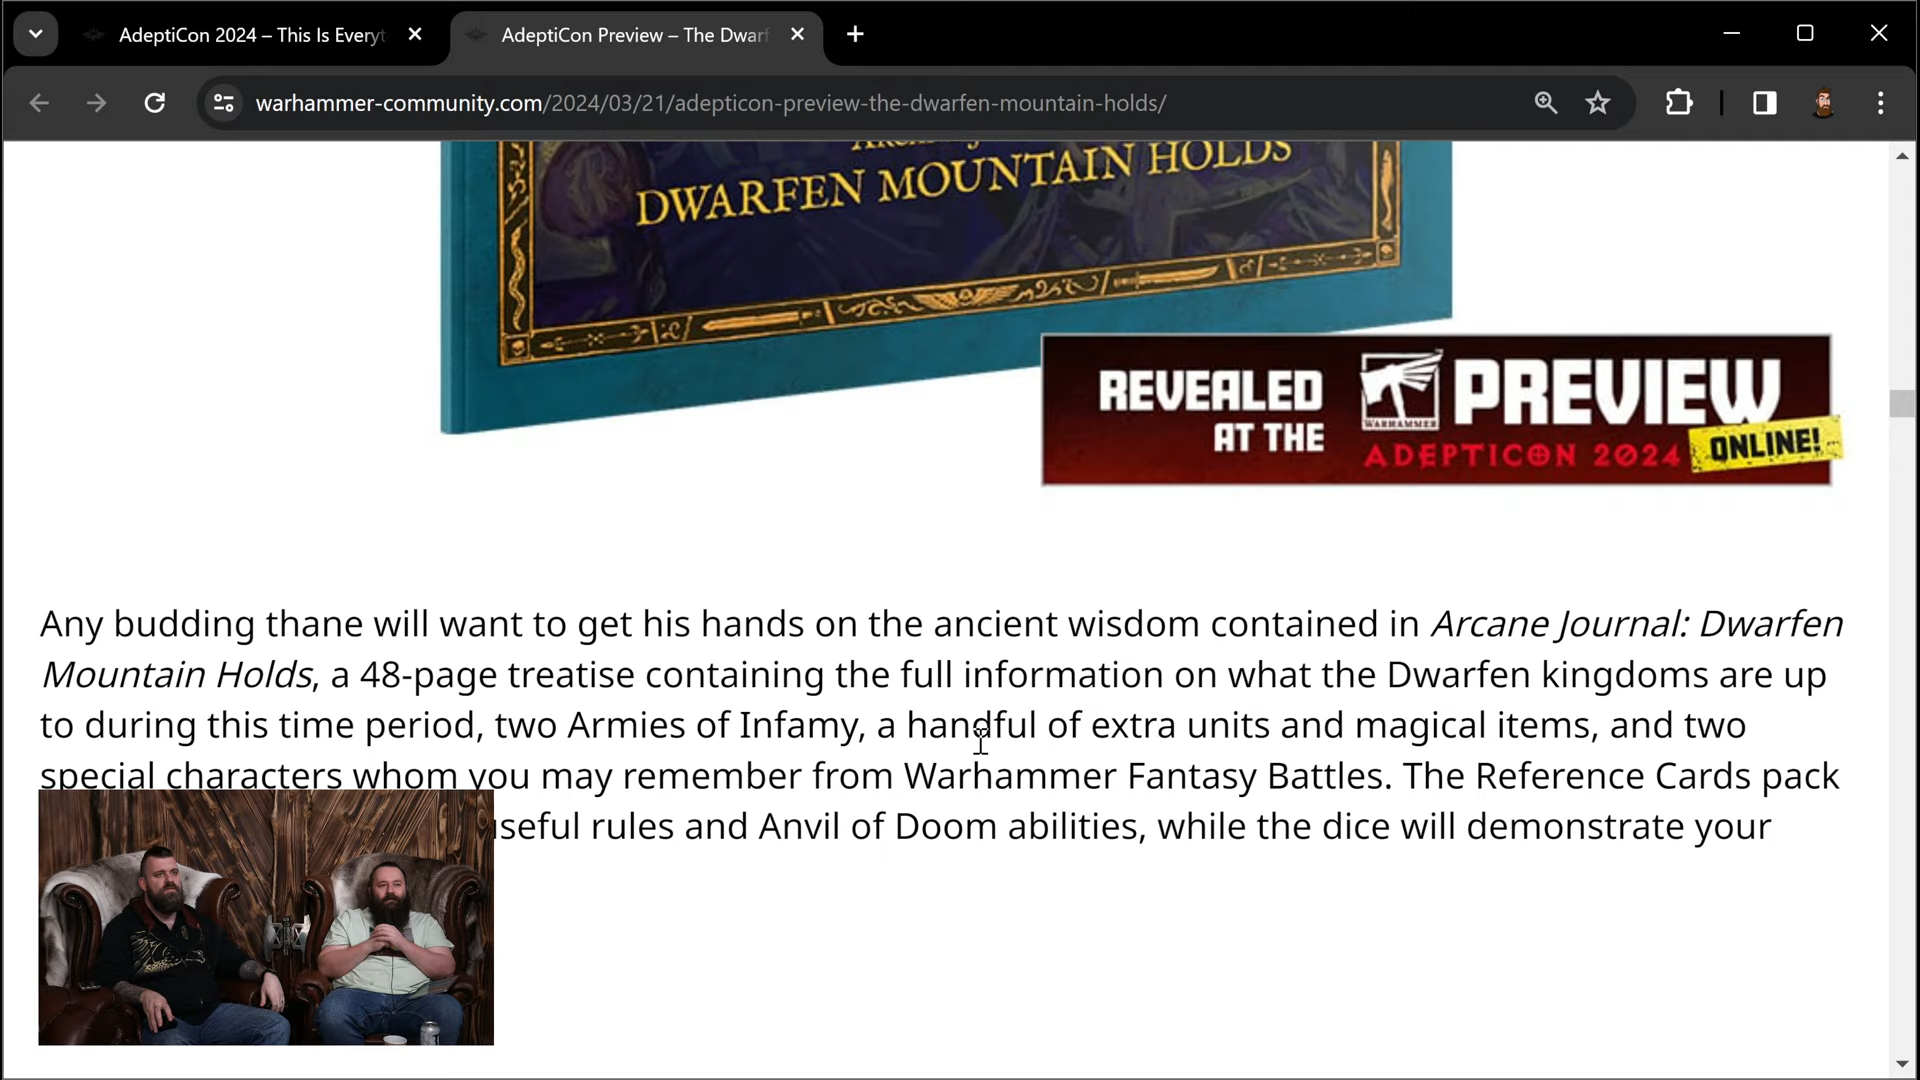 AdeptiCon 2024 – This Is Everyt
AdeptiCon Preview – The Dwarf
warhammer-community.com/2024/03/21/adepticon-preview-the-dwarfen-mountain-holds/
DWARFEN MOUNTAIN HOLDS
REVEALED
AT THE
WARHAMMER
PREVIEW
ADEPTICON 2024
ONLINE!
Any budding thane will want to get his hands on the ancient wisdom contained in Arcane Journal: Dwarfen
Mountain Holds, a 48-page treatise containing the full information on what the Dwarfen kingdoms are up
to during this time period, two Armies of Infamy, a handful of extra units and magical items, and two
special characters whom you may remember from Warhammer Fantasy Battles. The Reference Cards pack
useful rules and Anvil of Doom abilities, while the dice will demonstrate your